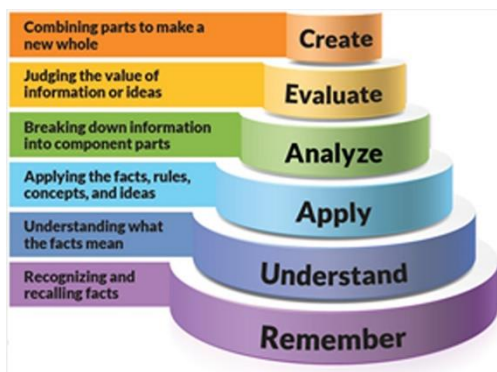 Combining parts to make a
new whole
Create
Judging the value of
information or ideas
Evaluate
Breaking down information
into component parts
Analyze
Applying the facts, rules,
concepts, and ideas
Apply
Understanding what
the facts mean
Understand
Recognizing and
recalling facts
Remember